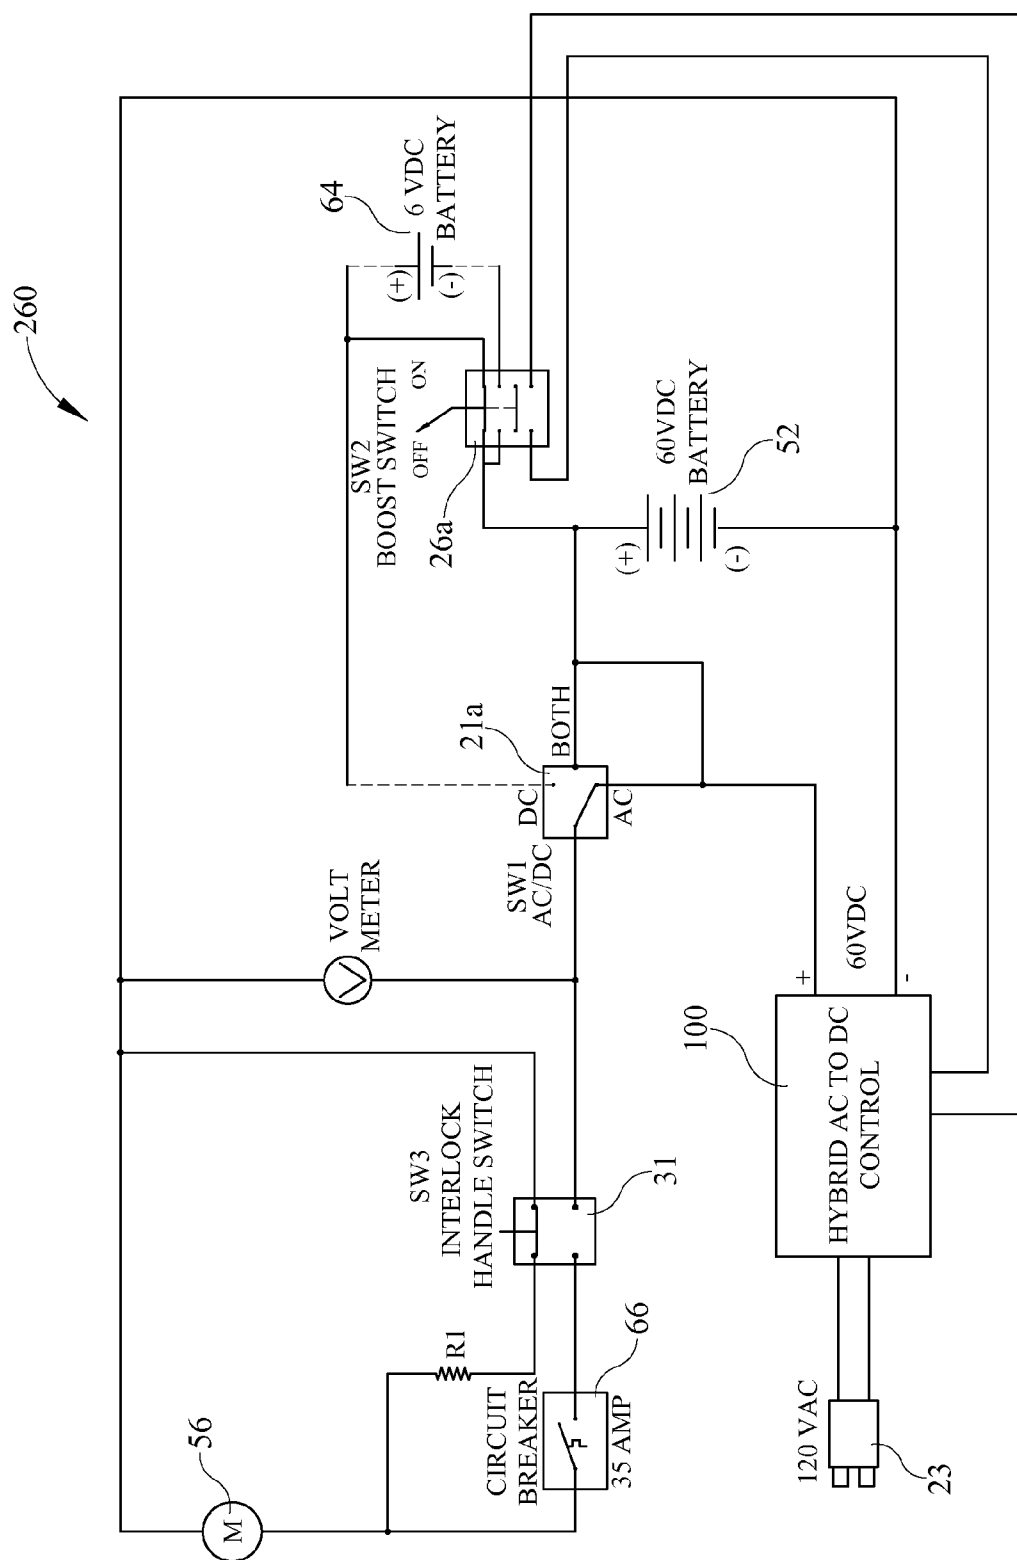 260
64
6 VDC
BATTERY
(+)
(-)
SW2
BOOST SWITCH
OFF
ON
26a
60VDC
BATTERY
52
(+)
(-)
21a
BOTH
DC
AC
SW1
AC/DC
VOLT
METER
SW3
INTERLOCK
HANDLE SWITCH
31
R1
CIRCUIT
BREAKER
35 AMP
66
56
M
100
HYBRID AC TO DC
CONTROL
+
60VDC
-
120 VAC
23